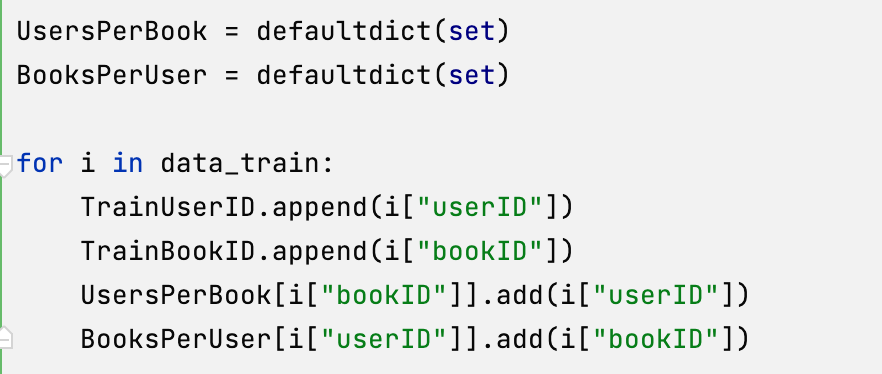 UsersPerBook = defaultdict(set)
BooksPerUser = defaultdict(set)
for i in data_train:
    TrainUserID.append(i["userID"])
    TrainBookID.append(i["bookID"])
    UsersPerBook[i["bookID"]].add(i["userID"])
    BooksPerUser[i["userID"]].add(i["bookID"])